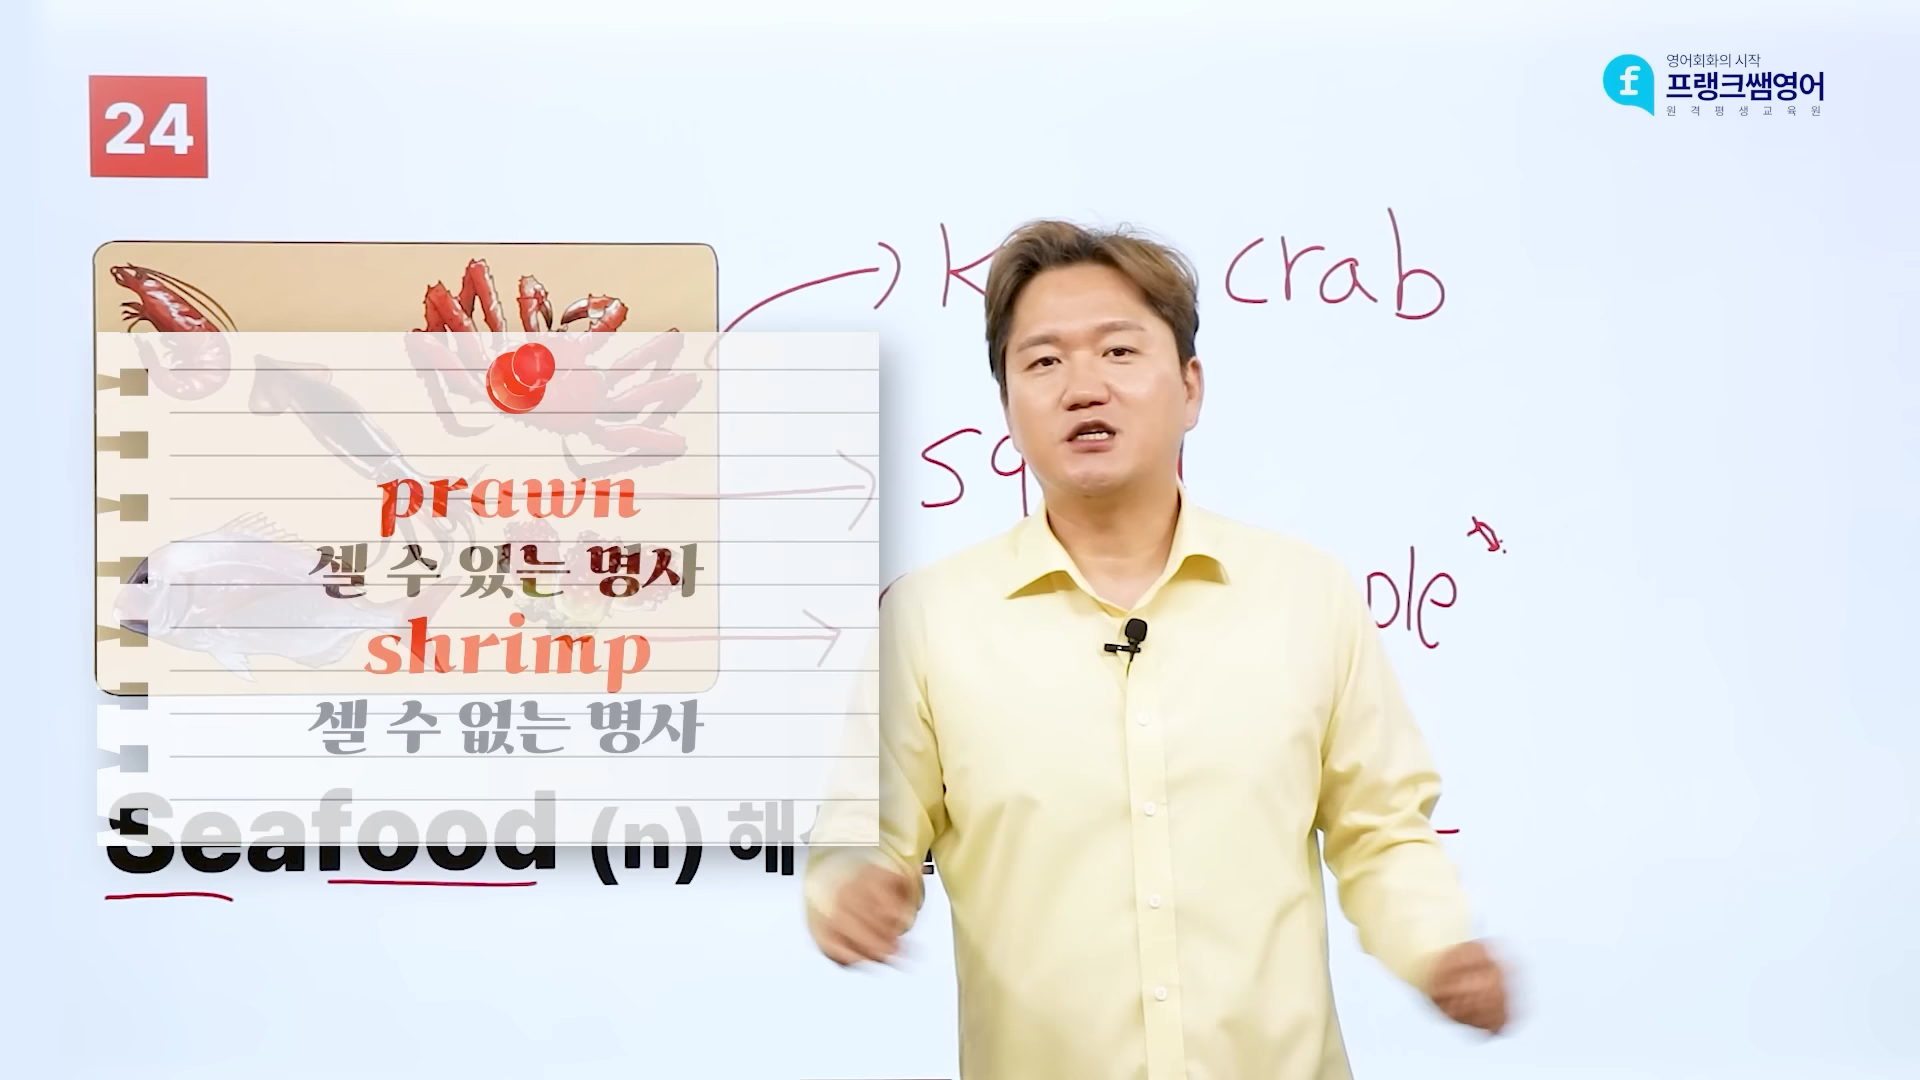 영어회화의 시작
프랭크쌤영어
원격평생교육원
24
crab
prawn
셀 수 있는 명사
shrimp
셀 수 없는 명사
Seafood (n)